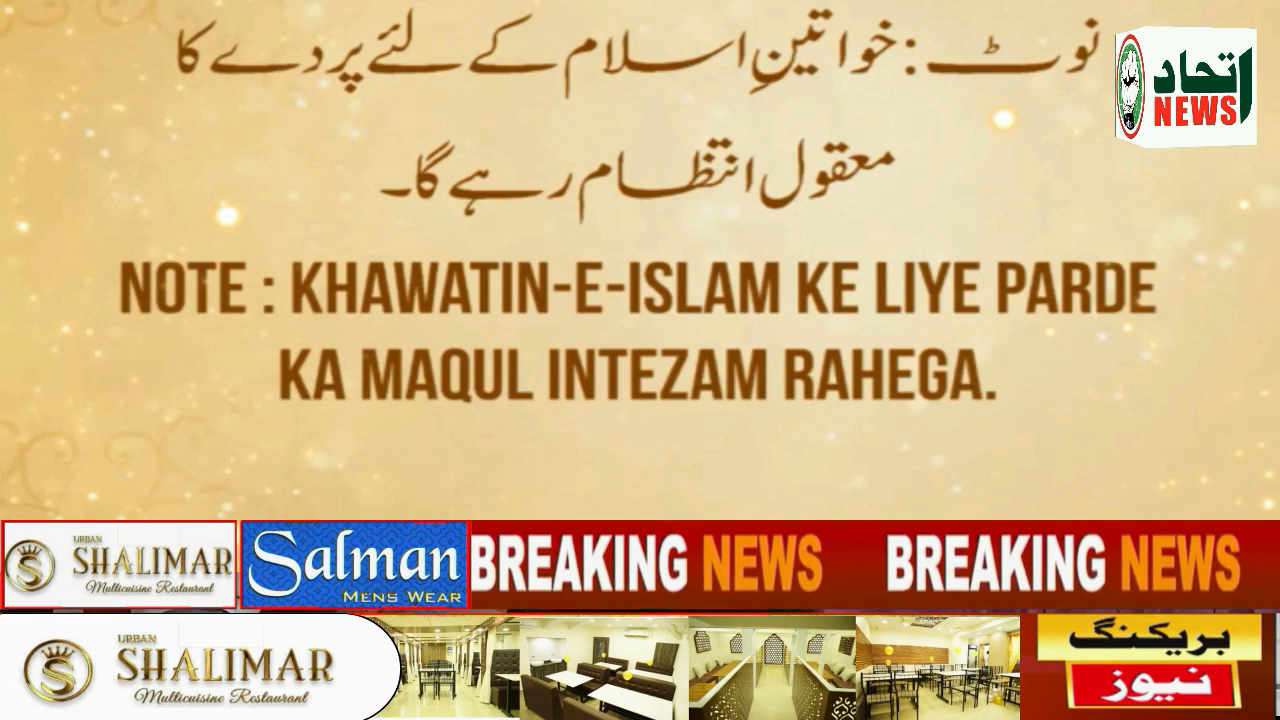 نوٹ : خواتینِ اسلام کے لئے پردے کا
معقول انتظام رہے گا۔
NOTE : KHAWATIN-E-ISLAM KE LIYE PARDE
KA MAQUL INTEZAM RAHEGA.
اتحاد
NEWS
URBAN
SHALIMAR
Multicuisine Restaurant
Salman
MENS WEAR
BREAKING NEWS BREAKING NEWS
URBAN
SHALIMAR
Multicuisine Restaurant
بریکنگ
نیوز